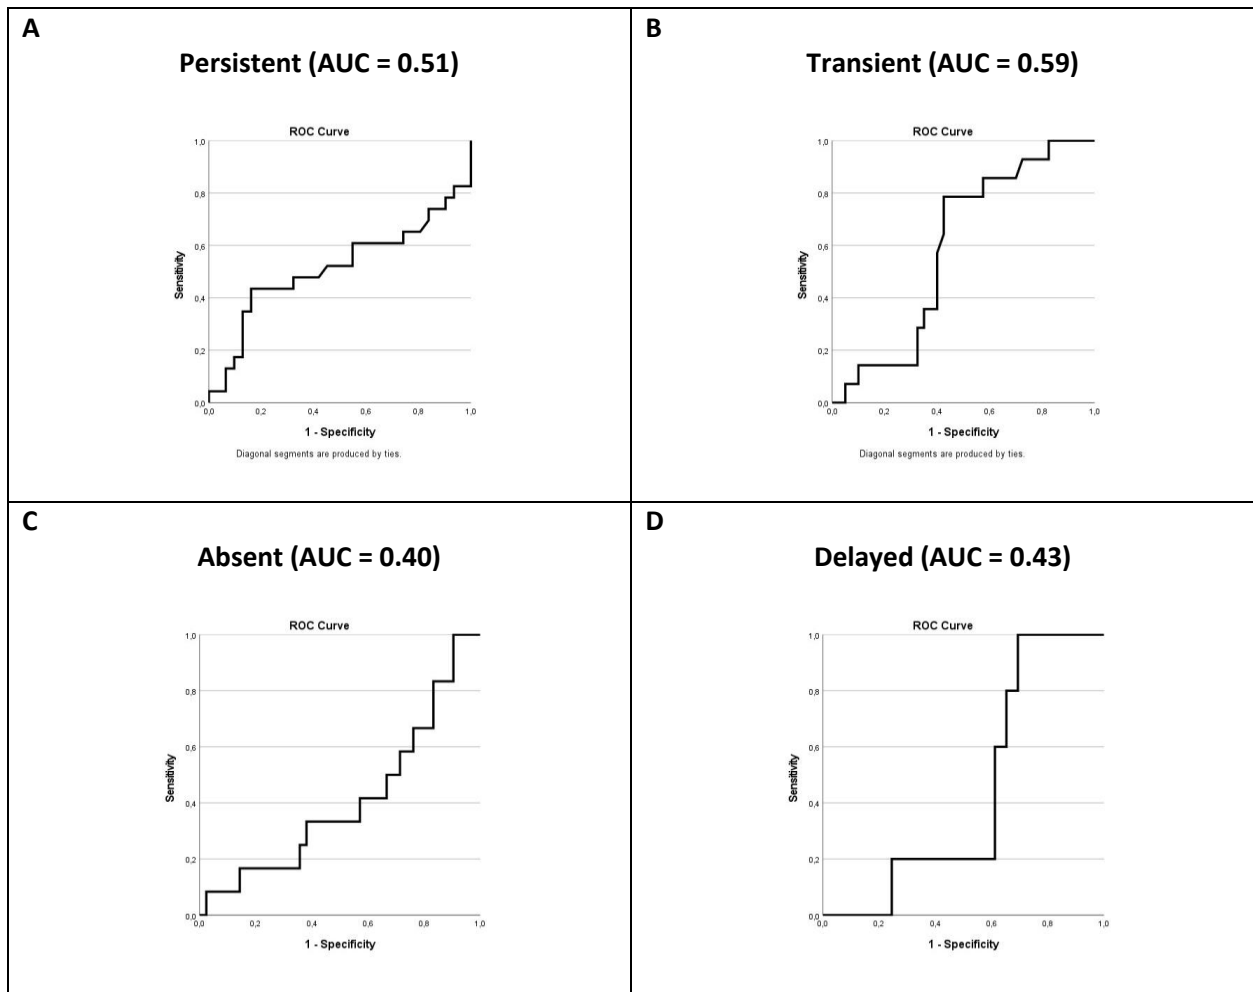 A
Persistent (AUC = 0.51)
ROC Curve
1,0
0,8
0,6
0,4
0,2
0,0
Sensitivity
0,0 0,2 0,4 0,6 0,8 1,0
1 - Specificity
Diagonal segments are produced by ties.
B
Transient (AUC = 0.59)
ROC Curve
1,0
0,8
0,6
0,4
0,2
0,0
Sensitivity
0,0 0,2 0,4 0,6 0,8 1,0
1 - Specificity
Diagonal segments are produced by ties.
C
Absent (AUC = 0.40)
ROC Curve
1,0
0,8
0,6
0,4
0,2
0,0
Sensitivity
0,0 0,2 0,4 0,6 0,8 1,0
1 - Specificity
D
Delayed (AUC = 0.43)
ROC Curve
1,0
0,8
0,6
0,4
0,2
0,0
Sensitivity
0,0 0,2 0,4 0,6 0,8 1,0
1 - Specificity